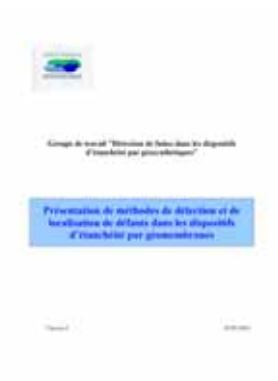 Groupe de travail "Détection de fuites dans les dispositifs
d'étanchéité par géosynthétiques"
Présentation de méthodes de détection et de
localisation de défauts dans les dispositifs
d'étanchéité par géomembranes